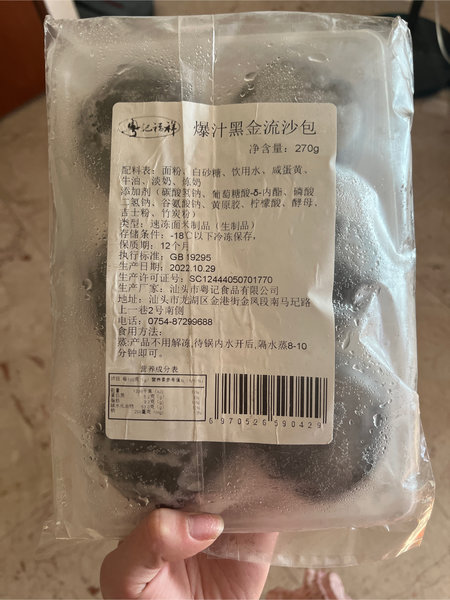 粤记福祥
爆汁黑金流沙包
净含量：270g
配料表：面粉、白砂糖、饮用水、咸蛋黄、
牛油、淡奶、炼奶
添加剂（碳酸氢钠、葡萄糖酸-δ-内酯、磷酸
二氢钠、谷氨酸钠、黄原胶、柠檬酸、酵母、
吉士粉、竹炭粉）
类型：速冻面米制品（生制品）
存储条件：-18℃以下冷冻保存，
保质期：12个月
执行标准：GB 19295
生产日期：2022.10.29
生产许可证号：SC12444050701770
生产厂家：汕头市粤记食品有限公司
地址：汕头市龙湖区金港街金凤段南马圮路
上一巷2号南侧
电话：0754-87299688
食用方法：
蒸:产品不用解冻,待锅内水开后,隔水蒸8-10
分钟即可。
营养成分表
6970526590429